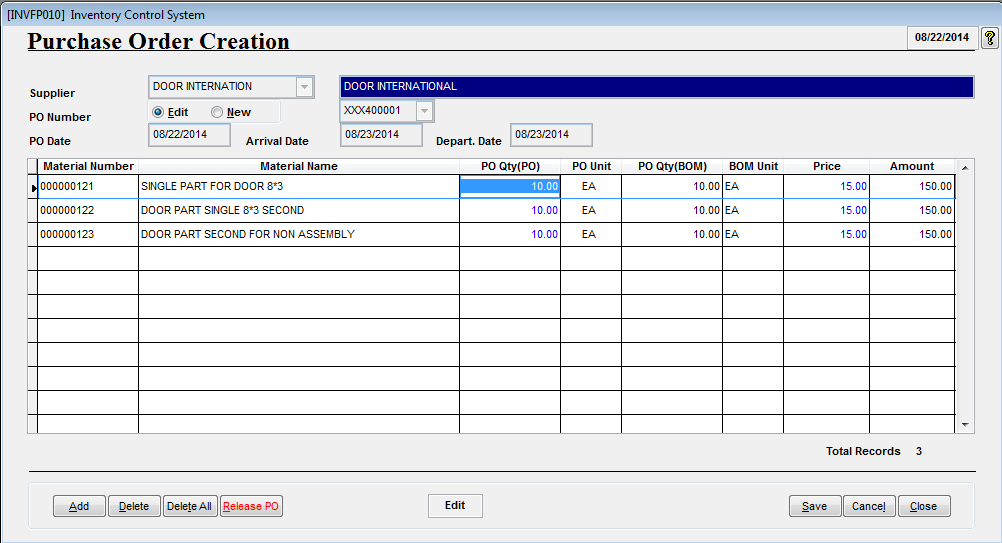 [INVFP010] Inventory Control System
Purchase Order Creation 08/22/2014 ?
Supplier DOOR INTERNATION DOOR INTERNATIONAL
PO Number Edit New XXX400001
PO Date 08/22/2014 Arrival Date 08/23/2014 Depart. Date 08/23/2014
Material Number Material Name PO Qty(PO) PO Unit PO Qty(BOM) BOM Unit Price Amount
000000121 SINGLE PART FOR DOOR 8*3 10.00 EA 10.00 EA 15.00 150.00
000000122 DOOR PART SINGLE 8*3 SECOND 10.00 EA 10.00 EA 15.00 150.00
000000123 DOOR PART SECOND FOR NON ASSEMBLY 10.00 EA 10.00 EA 15.00 150.00
Total Records 3
Add Delete Delete All Release PO Edit Save Cancel Close